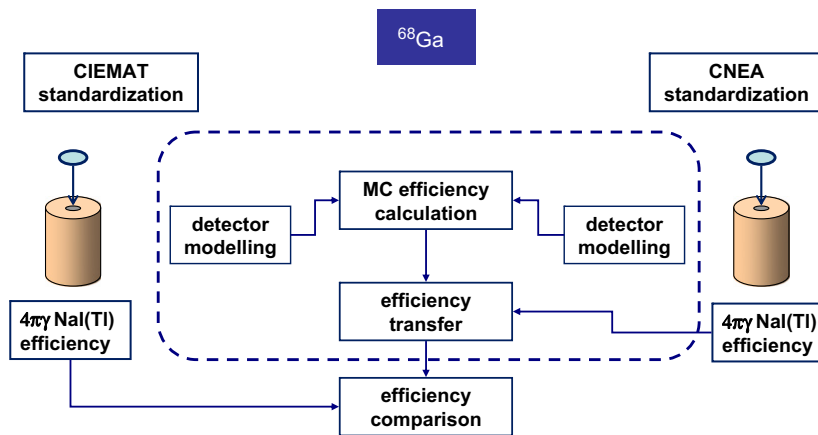 ⁶⁸Ga
CIEMAT
standardization
CNEA
standardization
MC efficiency
calculation
detector
modelling
detector
modelling
efficiency
transfer
4πγ NaI(Tl)
efficiency
4πγ NaI(Tl)
efficiency
efficiency
comparison